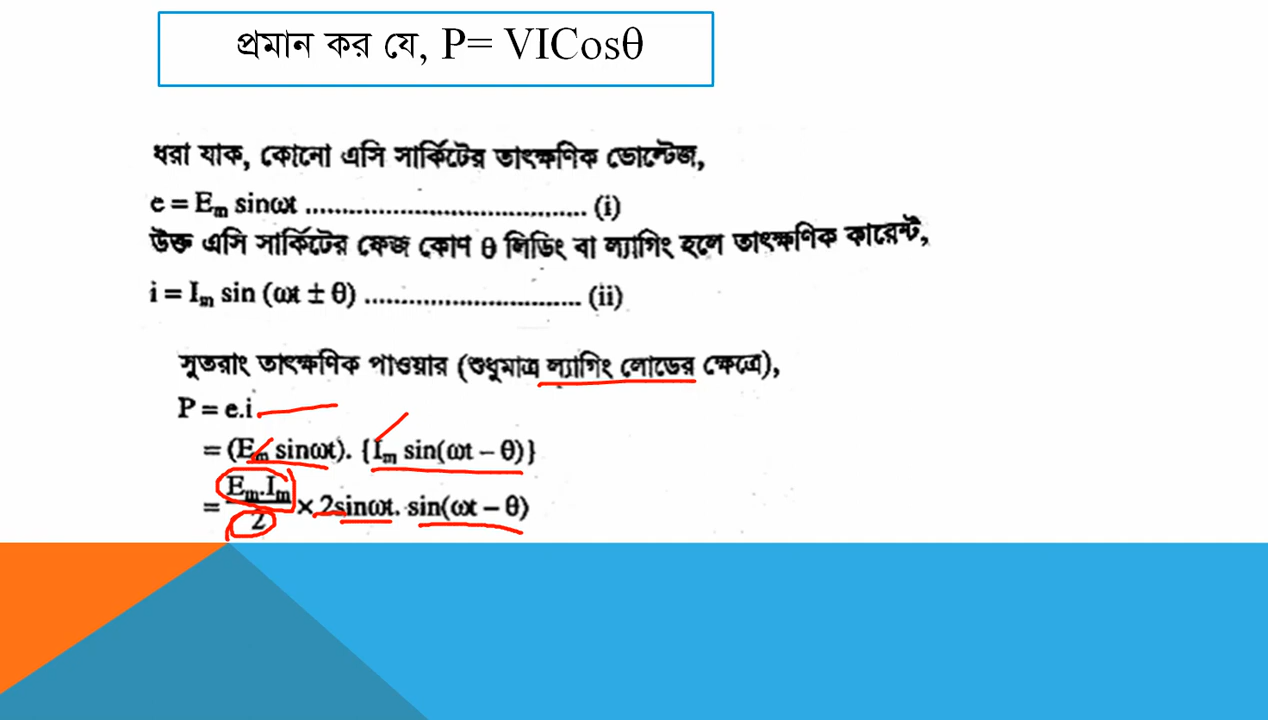 প্রমান কর যে, P= VICosθ
ধরা যাক, কোনো এসি সার্কিটের তাৎক্ষণিক ভোল্টেজ,
e = Eₘ sinωt ...................................... (i)
উক্ত এসি সার্কিটের ফেজ কোণ θ লিডিং বা ল্যাগিং হলে তাৎক্ষণিক কারেন্ট,
i = Iₘ sin (ωt ± θ) ............................. (ii)
সুতরাং তাৎক্ষণিক পাওয়ার (শুধুমাত্র ল্যাগিং লোডের ক্ষেত্রে),
P = e.i
= (Eₘ sinωt). {Iₘ sin(ωt − θ)}
= Eₘ.Iₘ/2 × 2sinωt. sin(ωt − θ)